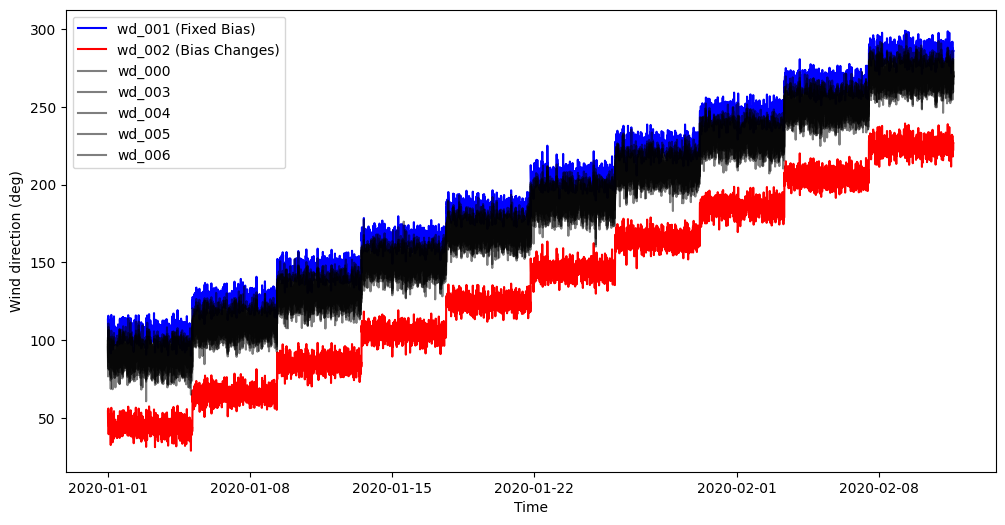 300
250
200
150
100
50
Wind direction (deg)
wd_001 (Fixed Bias)
wd_002 (Bias Changes)
wd_000
wd_003
wd_004
wd_005
wd_006
2020-01-01
2020-01-08
2020-01-15
2020-01-22
2020-02-01
2020-02-08
Time